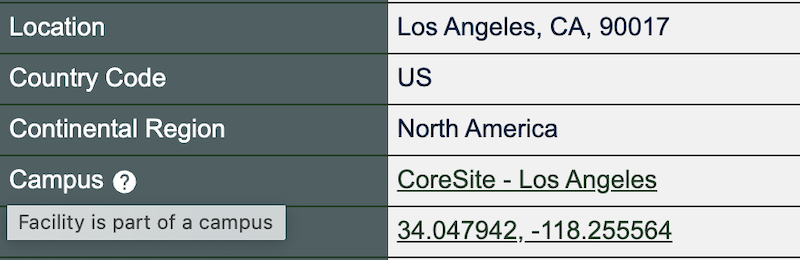 Location Los Angeles, CA, 90017
Country Code US
Continental Region North America
Campus ? CoreSite - Los Angeles
Facility is part of a campus 34.047942, -118.255564